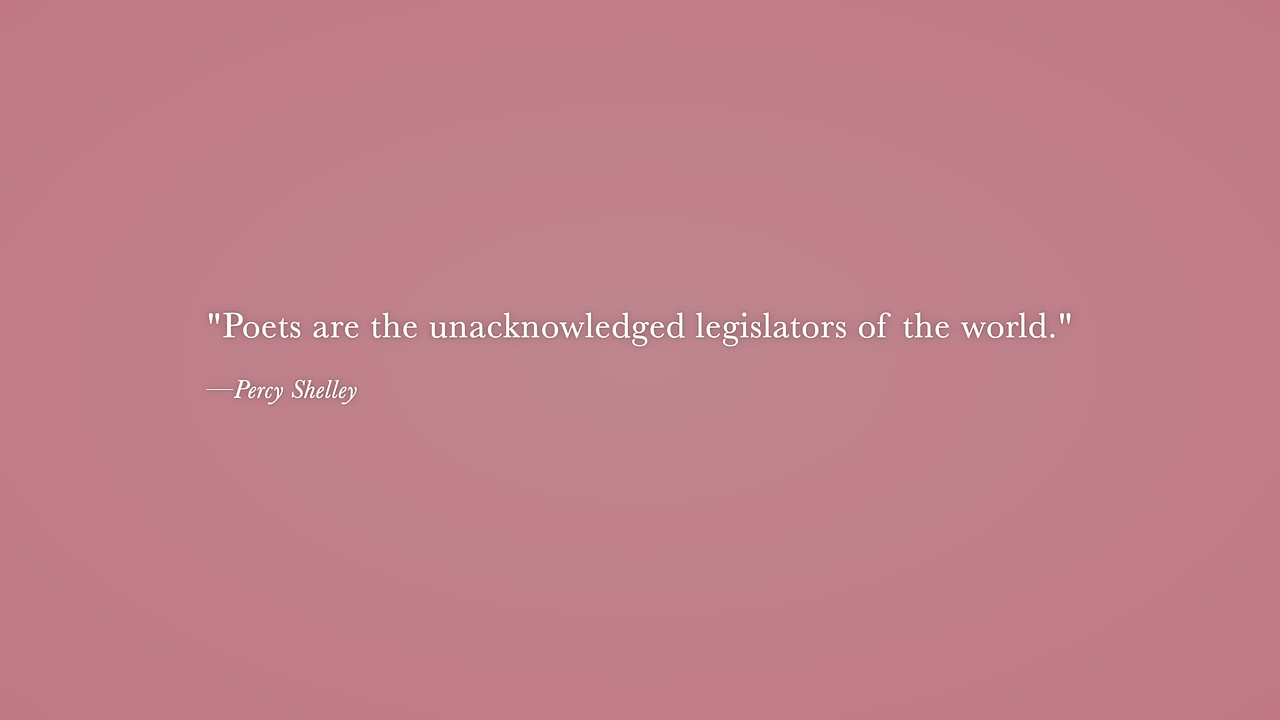 "Poets are the unacknowledged legislators of the world."
—Percy Shelley